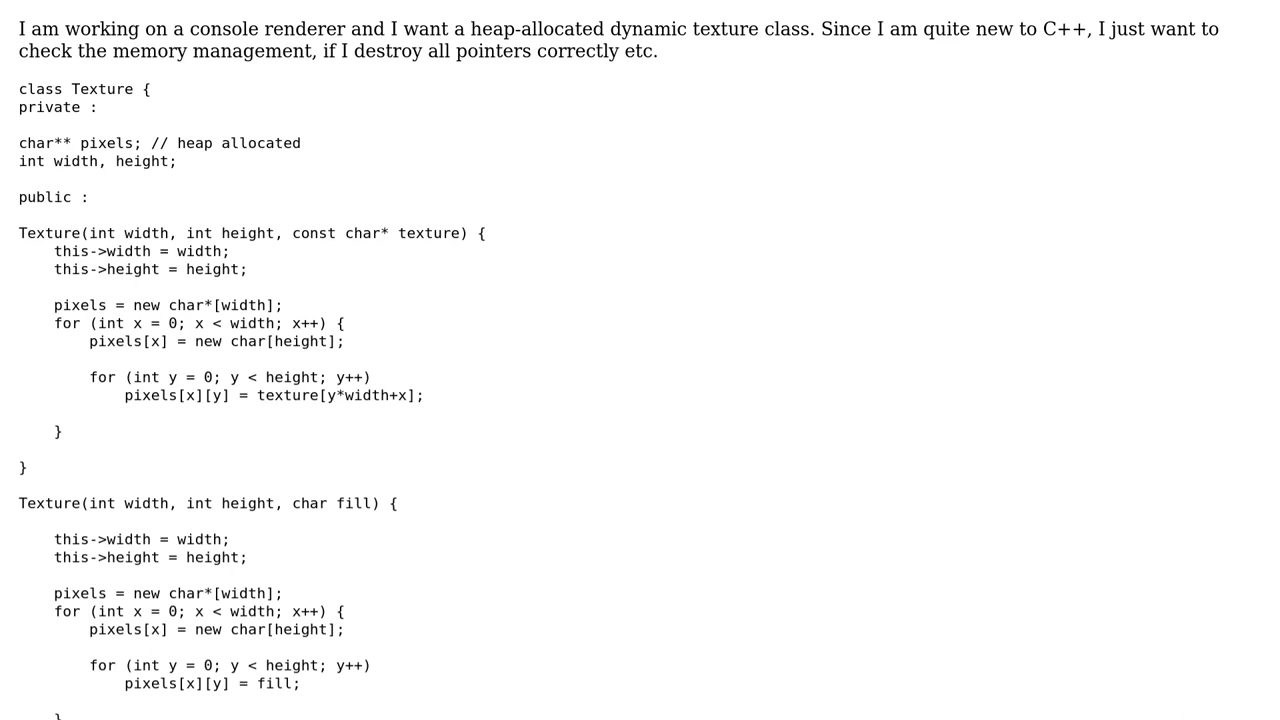 I am working on a console renderer and I want a heap-allocated dynamic texture class. Since I am quite new to C++, I just want to
check the memory management, if I destroy all pointers correctly etc.
class Texture {
private :
char** pixels; // heap allocated
int width, height;
public :
Texture(int width, int height, const char* texture) {
    this->width = width;
    this->height = height;
    pixels = new char*[width];
    for (int x = 0; x < width; x++) {
        pixels[x] = new char[height];
        for (int y = 0; y < height; y++)
            pixels[x][y] = texture[y*width+x];
    }
}
Texture(int width, int height, char fill) {
    this->width = width;
    this->height = height;
    pixels = new char*[width];
    for (int x = 0; x < width; x++) {
        pixels[x] = new char[height];
        for (int y = 0; y < height; y++)
            pixels[x][y] = fill;
    }